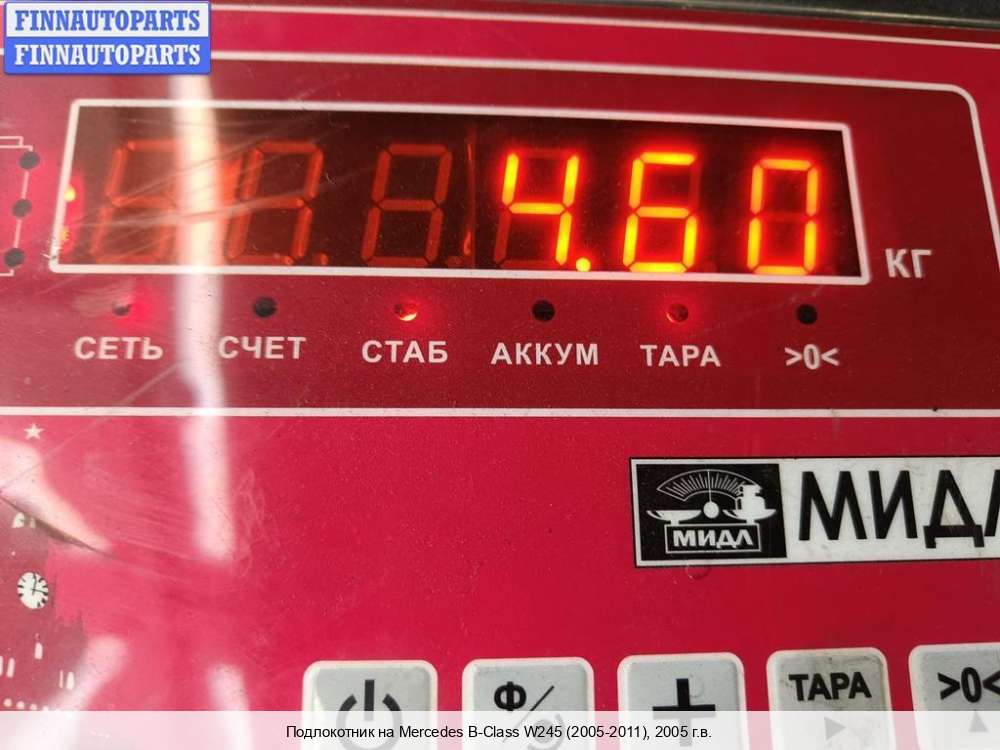 FINNAUTOPARTS
FINNAUTOPARTS
4.60
КГ
СЕТЬ СЧЕТ СТАБ АККУМ ТАРА >0<
МИДЛ МИДЛ
Ф/ + ТАРА >0<
Подлокотник на Mercedes B-Class W245 (2005-2011), 2005 г.в.